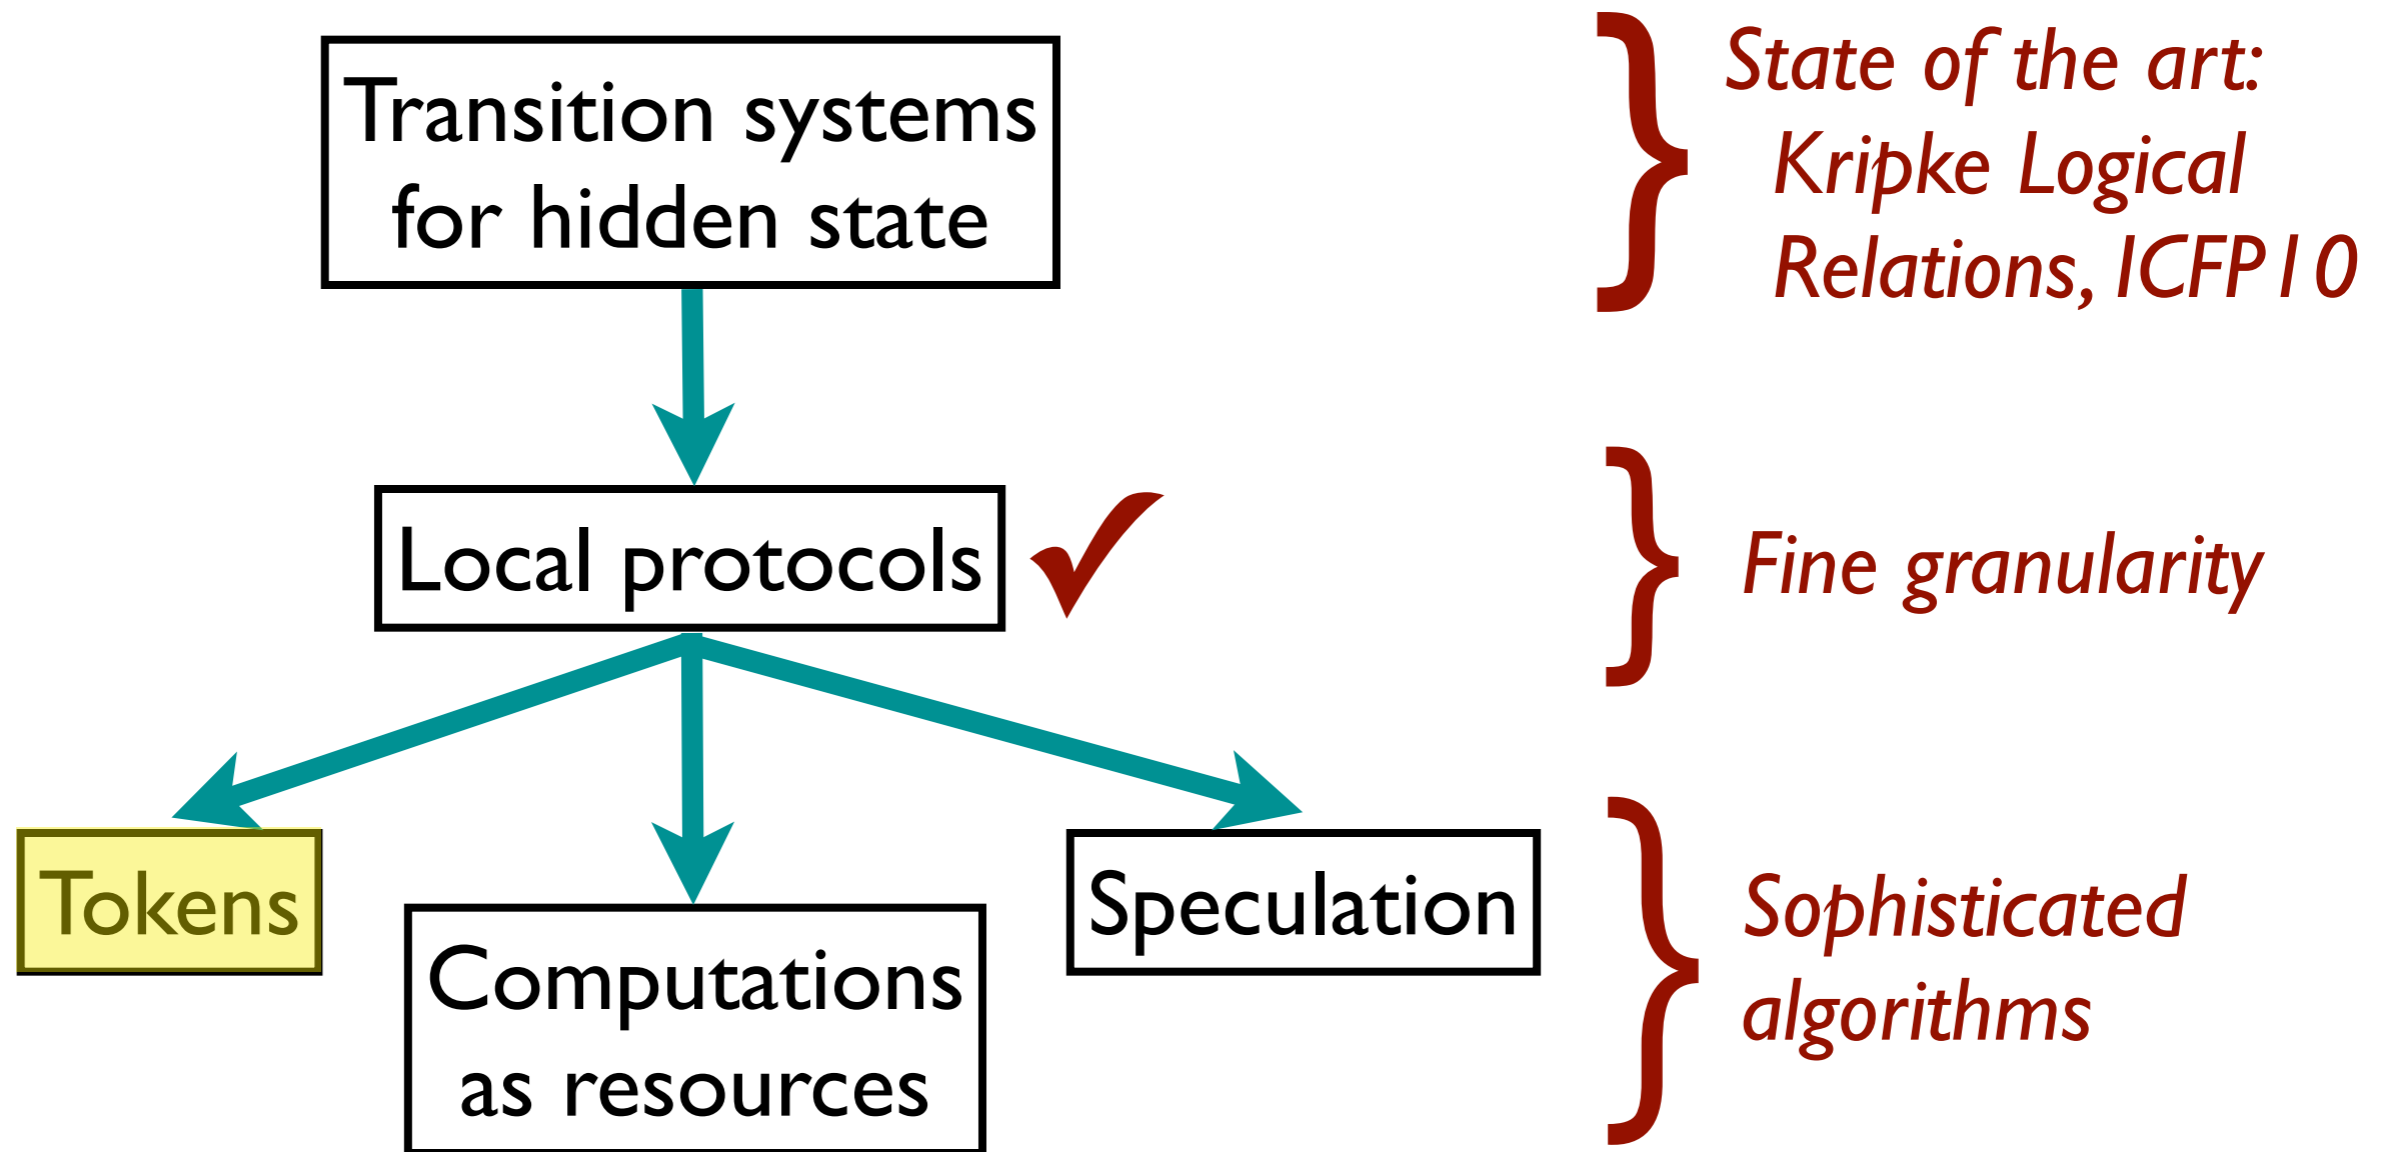 Transition systems
for hidden state
State of the art:
Kripke Logical
Relations, ICFP10
Local protocols
Fine granularity
Tokens
Computations
as resources
Speculation
Sophisticated
algorithms